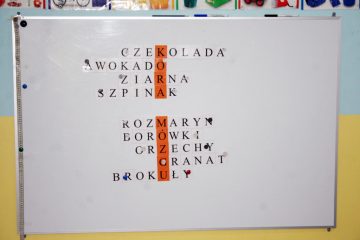 CZEKOLADA
AWOKADO
ZIARNA
SZPINAK
ROZMARYN
BORÓWKI
ORZECHY
GRANAT
BROKUŁY